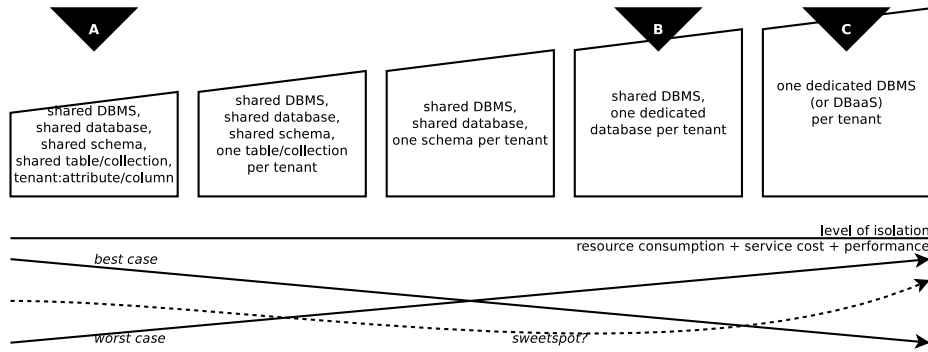 A
B
C
shared DBMS,
shared database,
shared schema,
shared table/collection,
tenant:attribute/column
shared DBMS,
shared database,
shared schema,
one table/collection
per tenant
shared DBMS,
shared database,
one schema per tenant
shared DBMS,
one dedicated
database per tenant
one dedicated DBMS
(or DBaaS)
per tenant
level of isolation
resource consumption + service cost + performance
best case
worst case
sweetspot?